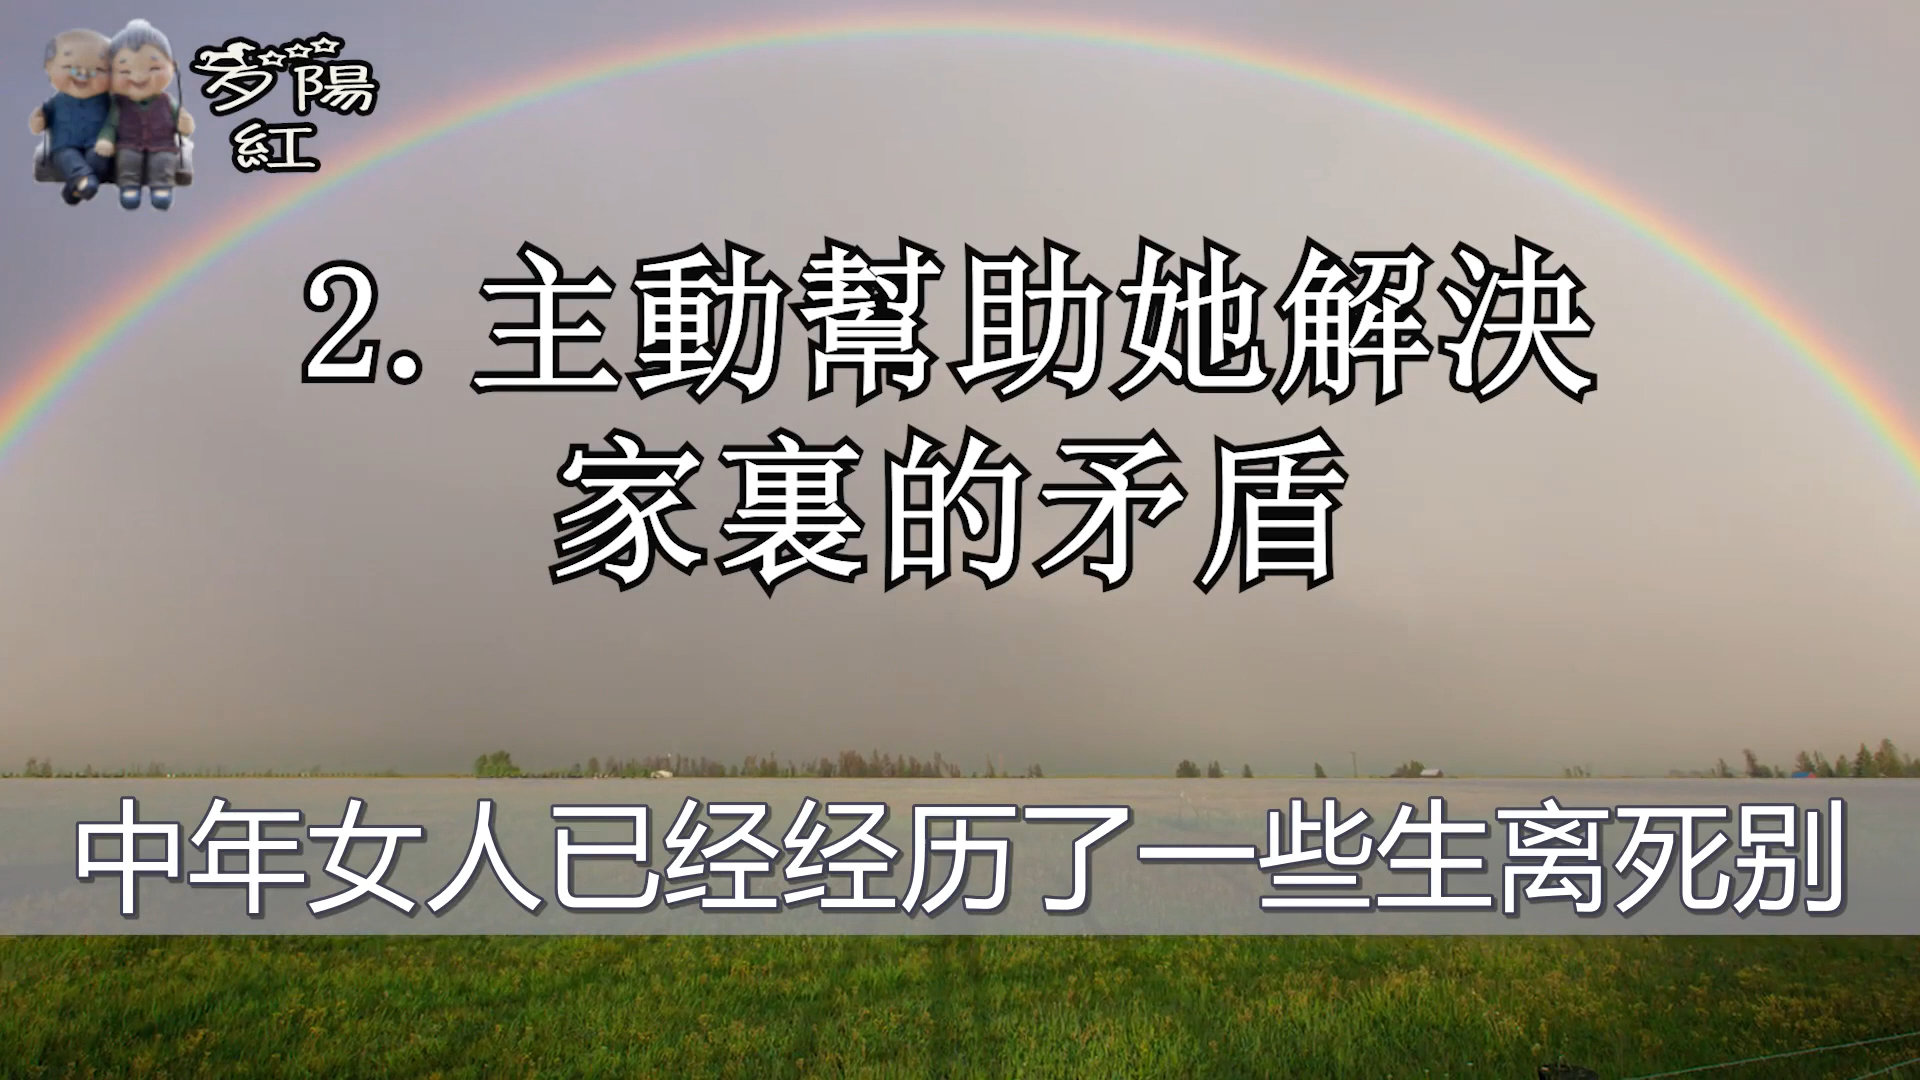 夕陽
紅
2. 主動幫助她解決
家裏的矛盾
中年女人已经经历了一些生离死别